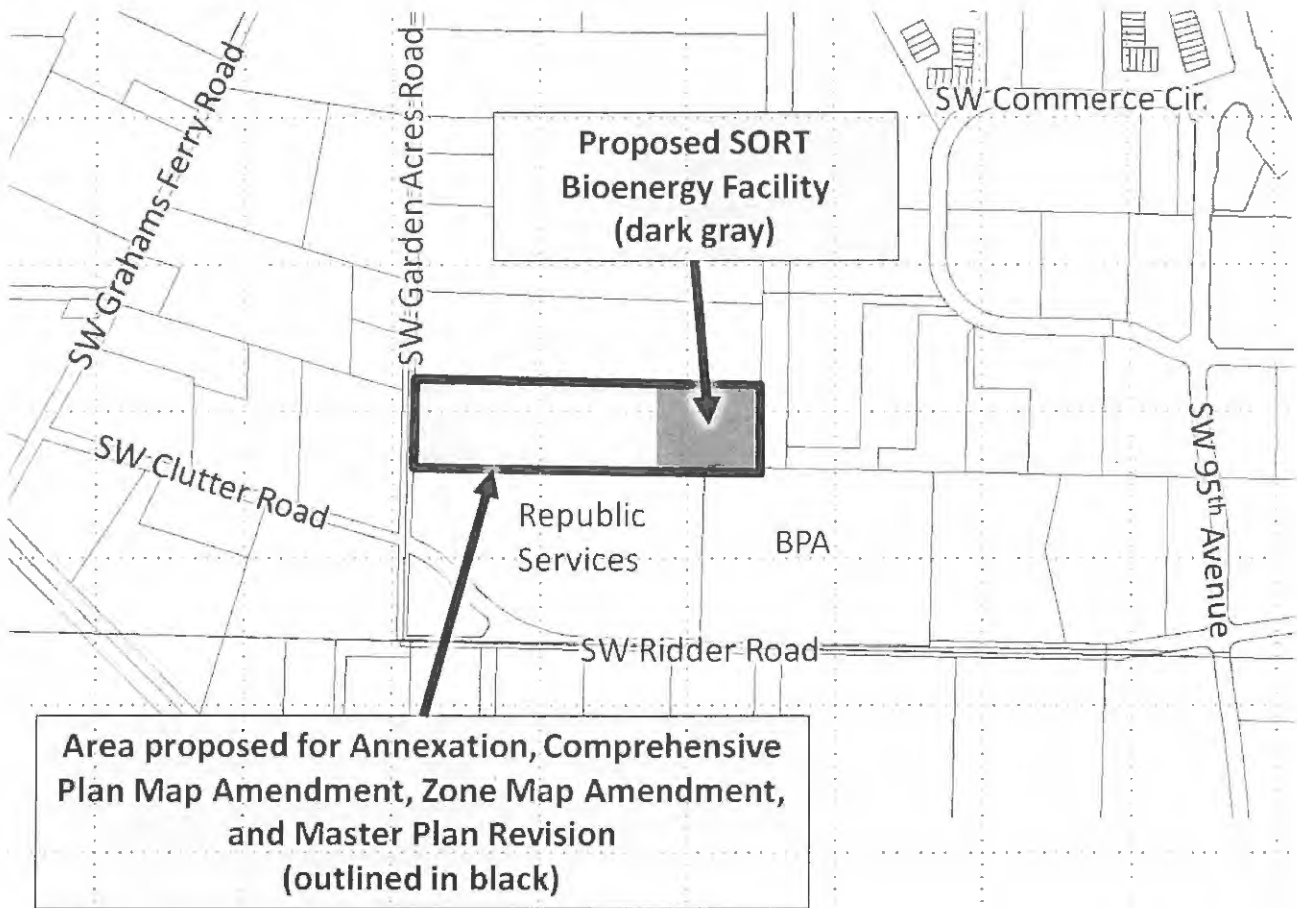 SW Grahams Ferry Road
SW Garden Acres Road
SW Commerce Cir.
Proposed SORT
Bioenergy Facility
(dark gray)
SW Clutter Road
SW 95th Avenue
Republic
Services
BPA
SW Ridder Road
Area proposed for Annexation, Comprehensive
Plan Map Amendment, Zone Map Amendment,
and Master Plan Revision
(outlined in black)